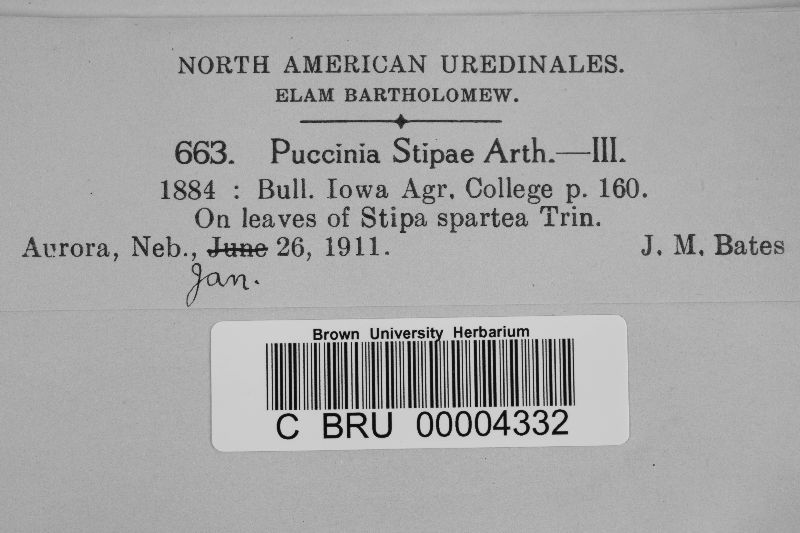 NORTH AMERICAN UREDINALES.
ELAM BARTHOLOMEW.
663. Puccinia Stipae Arth.—III.
1884 : Bull. Iowa Agr. College p. 160.
On leaves of Stipa spartea Trin.
Aurora, Neb., June 26, 1911. J. M. Bates
Jan.
Brown University Herbarium
C BRU 00004332